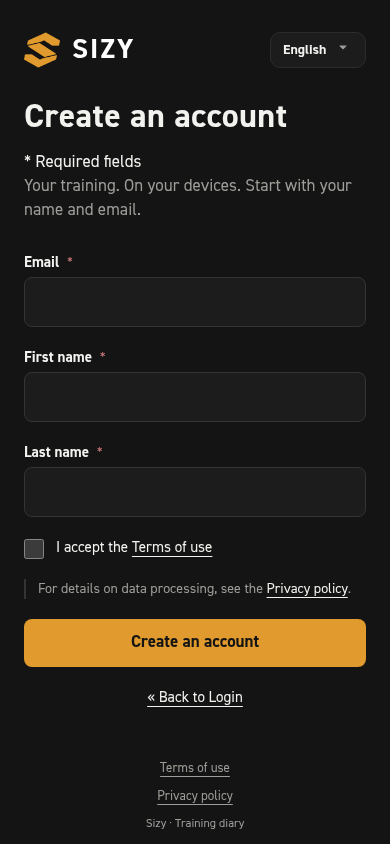 SIZY
English
Create an account
* Required fields
Your training. On your devices. Start with your
name and email.
Email *
First name *
Last name *
I accept the Terms of use
For details on data processing, see the Privacy policy.
Create an account
« Back to Login
Terms of use
Privacy policy
Sizy · Training diary